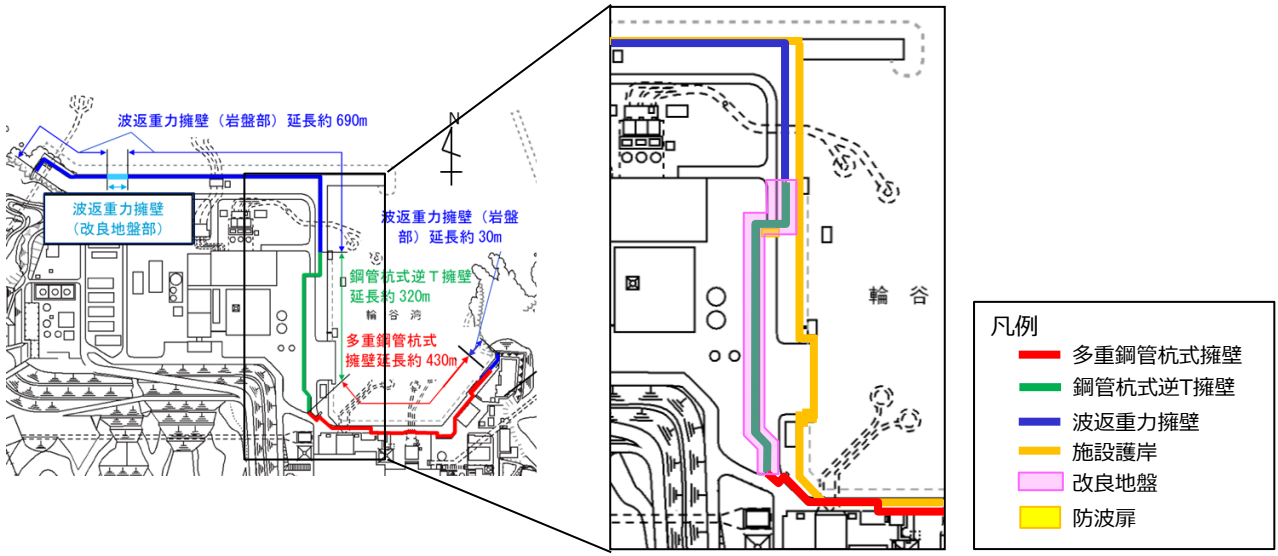 波返重力擁壁（岩盤部）延長約690m
N
波返重力擁壁
（改良地盤部）
波返重力擁壁（岩盤
部）延長約30m
鋼管杭式逆T擁壁
延長約320m
輪谷湾
多重鋼管杭式
擁壁延長約430m
輪 谷
凡例
多重鋼管杭式擁壁
鋼管杭式逆T擁壁
波返重力擁壁
施設護岸
改良地盤
防波扉